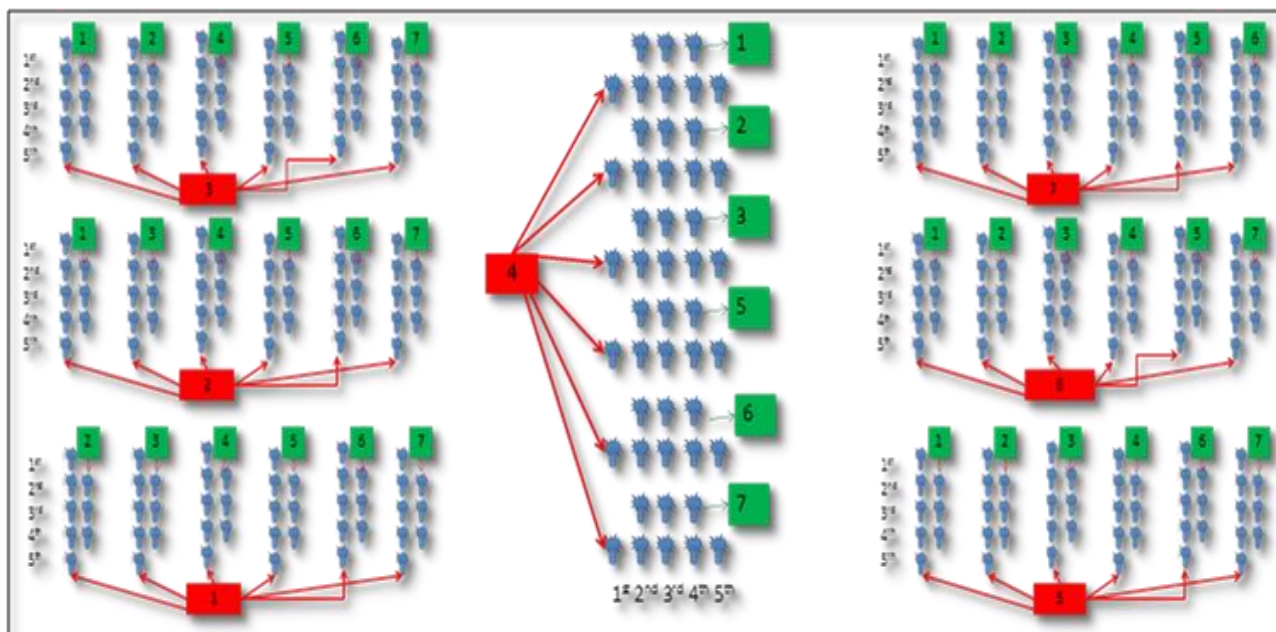 1 2 4 5 6 7
1st
2nd
3rd
4th
5th
3
1 3 4 5 6 7
1st
2nd
3rd
4th
5th
2
2 3 4 5 6 7
1st
2nd
3rd
4th
5th
1
1
2
3
4
5
6
7
1st 2nd 3rd 4th 5th
1 2 3 4 5 6
1st
2nd
3rd
4th
5th
7
1 2 3 4 5 7
1st
2nd
3rd
4th
5th
6
1 2 3 4 6 7
1st
2nd
3rd
4th
5th
5